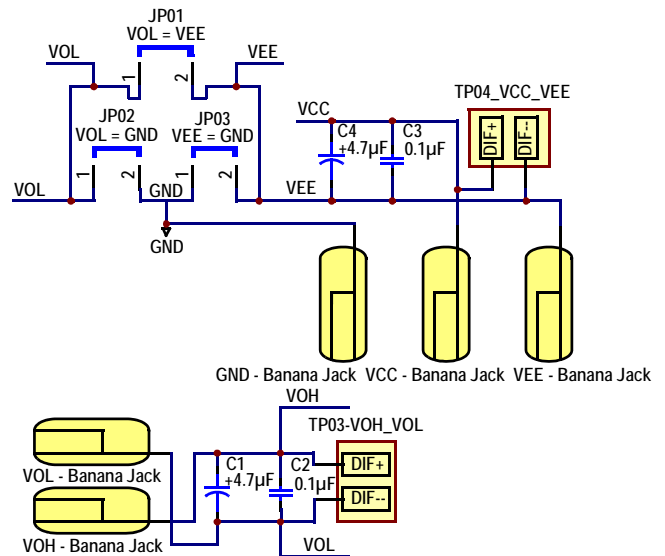 JP01
VOL = VEE
VOL
VEE
1
2
TP04_VCC_VEE
JP02
VOL = GND
JP03
VEE = GND
VCC
C4
+4.7µF
C3
0.1µF
DIF+
DIF--
1
2
GND
1
2
VOL
VEE
GND
GND - Banana Jack
VCC - Banana Jack
VEE - Banana Jack
VOH
TP03-VOH_VOL
VOL - Banana Jack
C1
+4.7µF
C2
0.1µF
DIF+
DIF--
VOH - Banana Jack
VOL